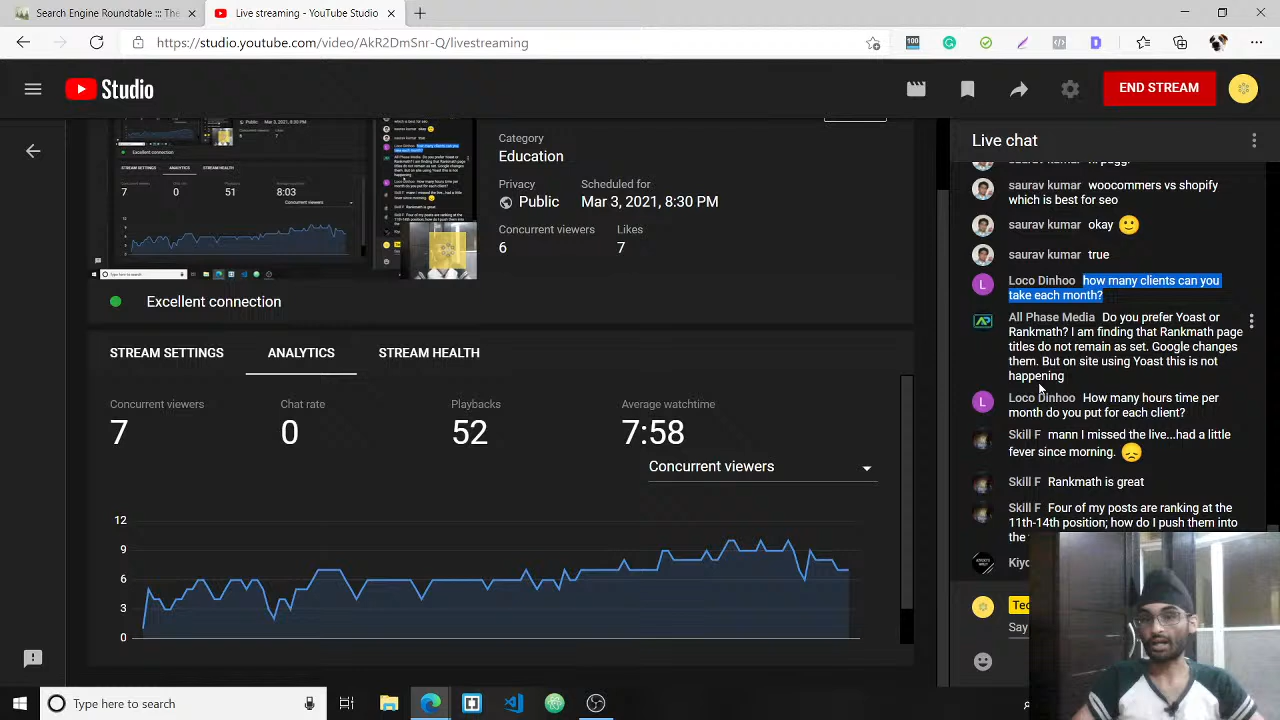 Search Engine Roundtable ::: The
Live streaming - YouTube Studio
https://studio.youtube.com/video/AkR2DmSnr-Q/livestreaming
100
Studio
END STREAM
Category
Education
Privacy
Scheduled for
Public
Mar 3, 2021, 8:30 PM
Concurrent viewers
Likes
6
7
Excellent connection
STREAM SETTINGS
ANALYTICS
STREAM HEALTH
Concurrent viewers
Chat rate
Playbacks
Average watchtime
7
0
52
7:58
Concurrent viewers
12
9
6
3
0
Live chat
saurav kumar woocom vs shopify
which is best for seo
saurav kumar okay
saurav kumar true
L
Loco Dinhoo how many clients can you
take each month?
All Phase Media Do you prefer Yoast or
Rankmath? I am finding that Rankmath page
titles do not remain as set. Google changes
them. But on site using Yoast this is not
happening
L
Loco Dinhoo How many hours time per
month do you put for each client?
Skill F mann I missed the live...had a little
fever since morning.
Skill F Rankmath is great
Skill F Four of my posts are ranking at the
11th-14th position; how do I push them into
the
Kiyo
Tec
Say
Type here to search